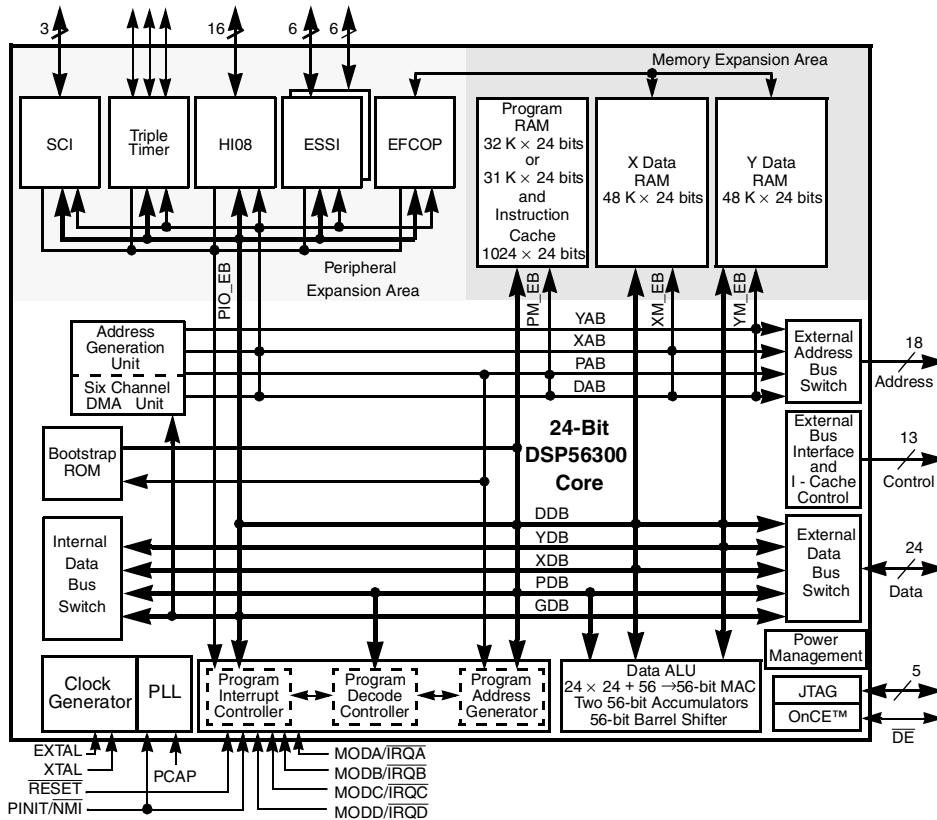 3
16
6
6
Memory Expansion Area
SCI
Triple
Timer
HI08
ESSI
EFCOP
Program
RAM
32 K × 24 bits
or
31 K × 24 bits
and
Instruction
Cache
1024 × 24 bits
X Data
RAM
48 K × 24 bits
Y Data
RAM
48 K × 24 bits
Peripheral
Expansion Area
PIO_EB
PM_EB
XM_EB
YM_EB
Address
Generation
Unit
Six Channel
DMA Unit
YAB
XAB
PAB
DAB
External
Address
Bus
Switch
18
Address
Bootstrap
ROM
24-Bit
DSP56300
Core
External
Bus
Interface
and
I - Cache
Control
13
Control
Internal
Data
Bus
Switch
DDB
YDB
XDB
PDB
GDB
External
Data
Bus
Switch
24
Data
Power
Management
Clock
Generator
PLL
Program
Interrupt
Controller
Program
Decode
Controller
Program
Address
Generator
Data ALU
24 × 24 + 56 →56-bit MAC
Two 56-bit Accumulators
56-bit Barrel Shifter
JTAG
OnCE™
5
DE
EXTAL
XTAL
RESET
PINIT/NMI
PCAP
MODA/IRQA
MODB/IRQB
MODC/IRQC
MODD/IRQD